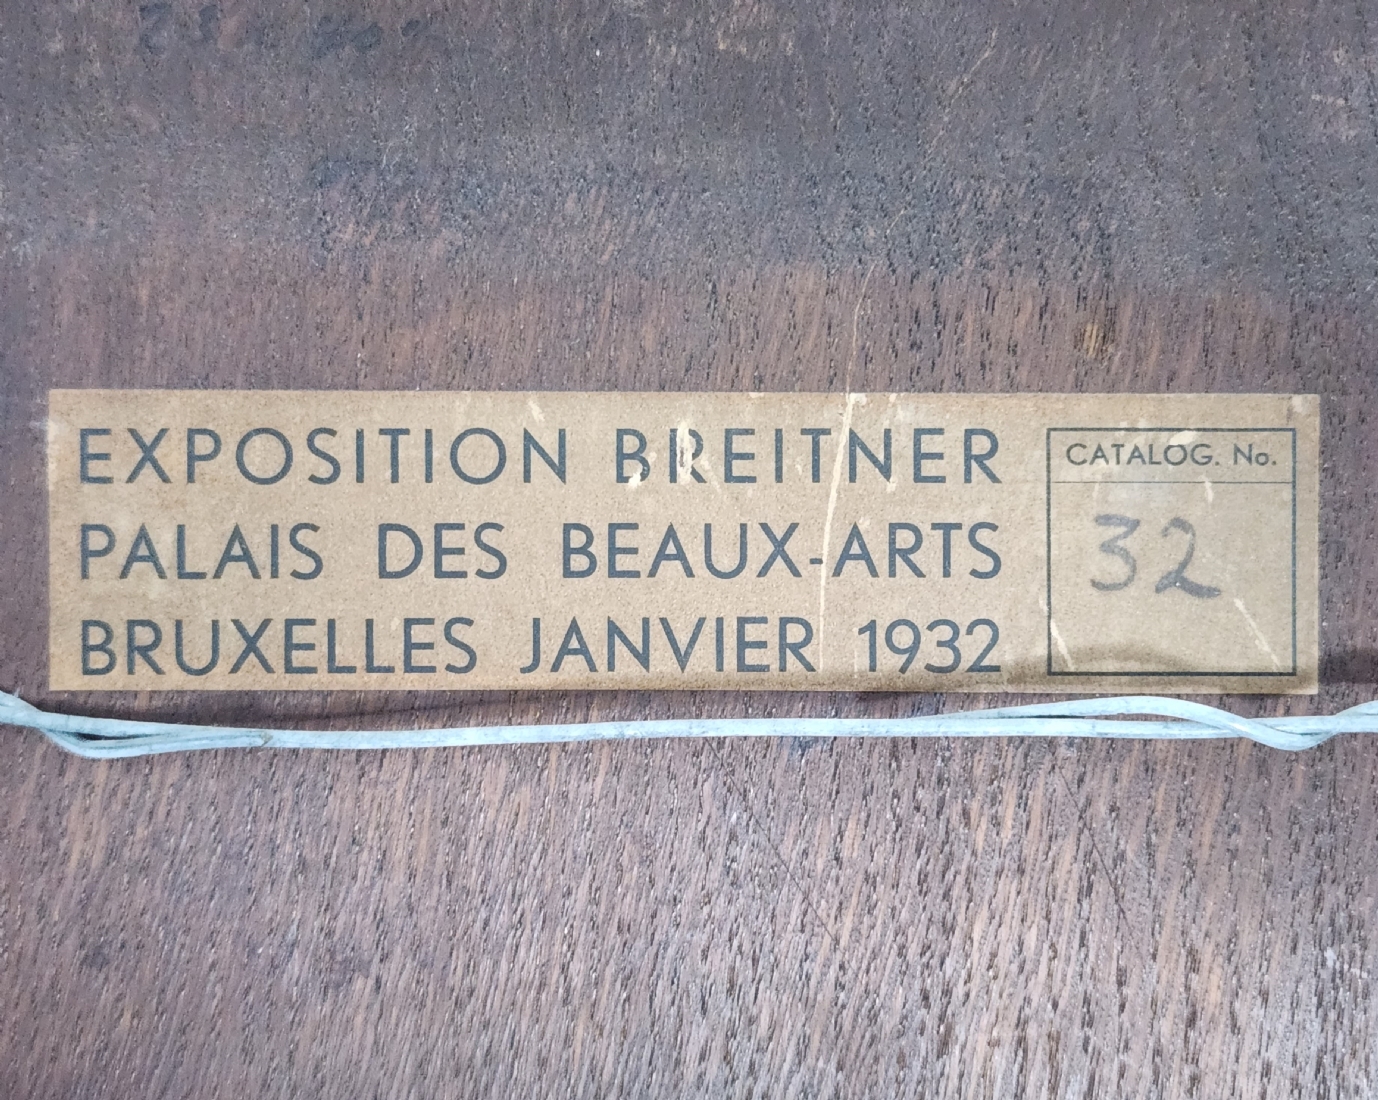 EXPOSITION BREITNER
PALAIS DES BEAUX-ARTS
BRUXELLES JANVIER 1932
CATALOG. No.
32